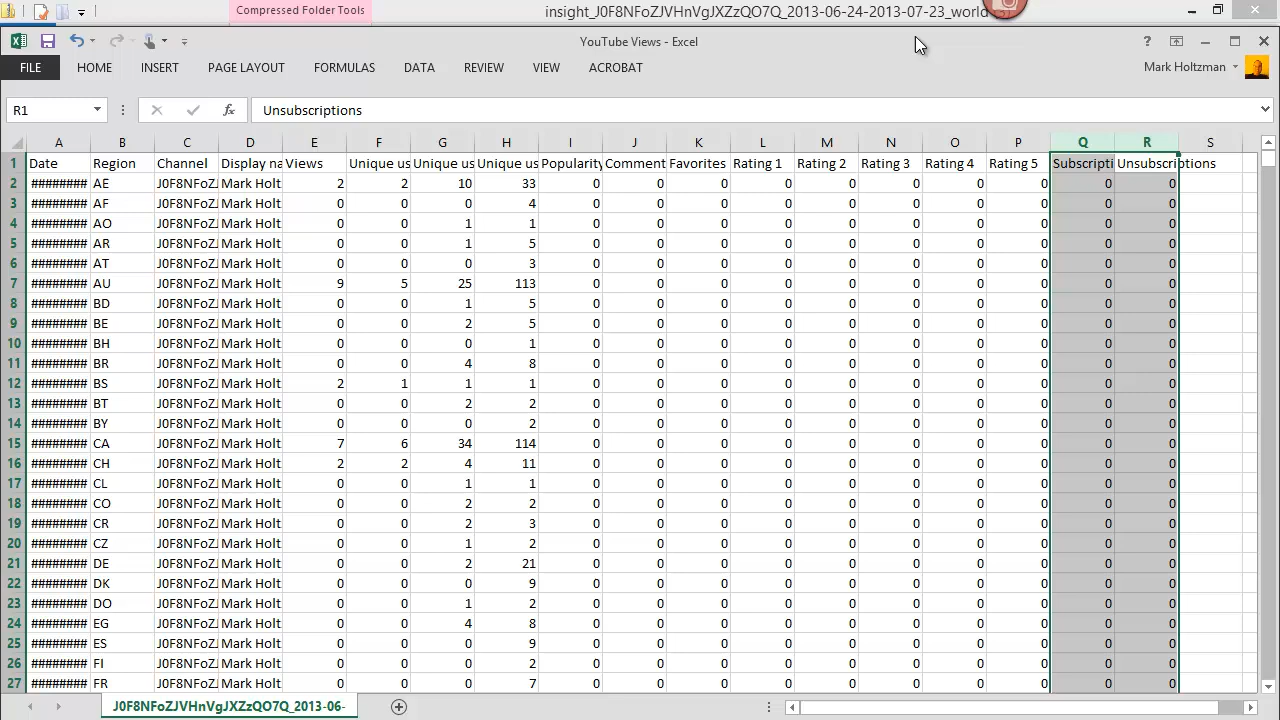 Compressed Folder Tools
insight_J0F8NFoZJVHnVgJXZzQO7Q_2013-06-24-2013-07-23_world
YouTube Views - Excel
FILE HOME INSERT PAGE LAYOUT FORMULAS DATA REVIEW VIEW ACROBAT Mark Holtzman
R1 fx Unsubscriptions
A B C D E F G H I J K L M N O P Q R S
1 Date Region Channel Display na Views Unique us Unique us Unique us Popularity Comment Favorites Rating 1 Rating 2 Rating 3 Rating 4 Rating 5 Subscripti Unsubscriptions
2 ######## AE J0F8NFoZJ Mark Holt 2 2 10 33 0 0 0 0 0 0 0 0 0 0
3 ######## AF J0F8NFoZJ Mark Holt 0 0 0 4 0 0 0 0 0 0 0 0 0 0
4 ######## AO J0F8NFoZJ Mark Holt 0 0 1 1 0 0 0 0 0 0 0 0 0 0
5 ######## AR J0F8NFoZJ Mark Holt 0 0 1 5 0 0 0 0 0 0 0 0 0 0
6 ######## AT J0F8NFoZJ Mark Holt 0 0 0 3 0 0 0 0 0 0 0 0 0 0
7 ######## AU J0F8NFoZJ Mark Holt 9 5 25 113 0 0 0 0 0 0 0 0 0 0
8 ######## BD J0F8NFoZJ Mark Holt 0 0 1 5 0 0 0 0 0 0 0 0 0 0
9 ######## BE J0F8NFoZJ Mark Holt 0 0 2 5 0 0 0 0 0 0 0 0 0 0
10 ######## BH J0F8NFoZJ Mark Holt 0 0 0 1 0 0 0 0 0 0 0 0 0 0
11 ######## BR J0F8NFoZJ Mark Holt 0 0 4 8 0 0 0 0 0 0 0 0 0 0
12 ######## BS J0F8NFoZJ Mark Holt 2 1 1 1 0 0 0 0 0 0 0 0 0 0
13 ######## BT J0F8NFoZJ Mark Holt 0 0 2 2 0 0 0 0 0 0 0 0 0 0
14 ######## BY J0F8NFoZJ Mark Holt 0 0 0 2 0 0 0 0 0 0 0 0 0 0
15 ######## CA J0F8NFoZJ Mark Holt 7 6 34 114 0 0 0 0 0 0 0 0 0 0
16 ######## CH J0F8NFoZJ Mark Holt 2 2 4 11 0 0 0 0 0 0 0 0 0 0
17 ######## CL J0F8NFoZJ Mark Holt 0 0 1 1 0 0 0 0 0 0 0 0 0 0
18 ######## CO J0F8NFoZJ Mark Holt 0 0 2 2 0 0 0 0 0 0 0 0 0 0
19 ######## CR J0F8NFoZJ Mark Holt 0 0 2 3 0 0 0 0 0 0 0 0 0 0
20 ######## CZ J0F8NFoZJ Mark Holt 0 0 1 2 0 0 0 0 0 0 0 0 0 0
21 ######## DE J0F8NFoZJ Mark Holt 0 0 2 21 0 0 0 0 0 0 0 0 0 0
22 ######## DK J0F8NFoZJ Mark Holt 0 0 0 9 0 0 0 0 0 0 0 0 0 0
23 ######## DO J0F8NFoZJ Mark Holt 0 0 1 2 0 0 0 0 0 0 0 0 0 0
24 ######## EG J0F8NFoZJ Mark Holt 0 0 4 8 0 0 0 0 0 0 0 0 0 0
25 ######## ES J0F8NFoZJ Mark Holt 0 0 0 9 0 0 0 0 0 0 0 0 0 0
26 ######## FI J0F8NFoZJ Mark Holt 0 0 0 2 0 0 0 0 0 0 0 0 0 0
27 ######## FR J0F8NFoZJ Mark Holt 0 0 0 7 0 0 0 0 0 0 0 0 0 0
J0F8NFoZJVHnVgJXZzQO7Q_2013-06-